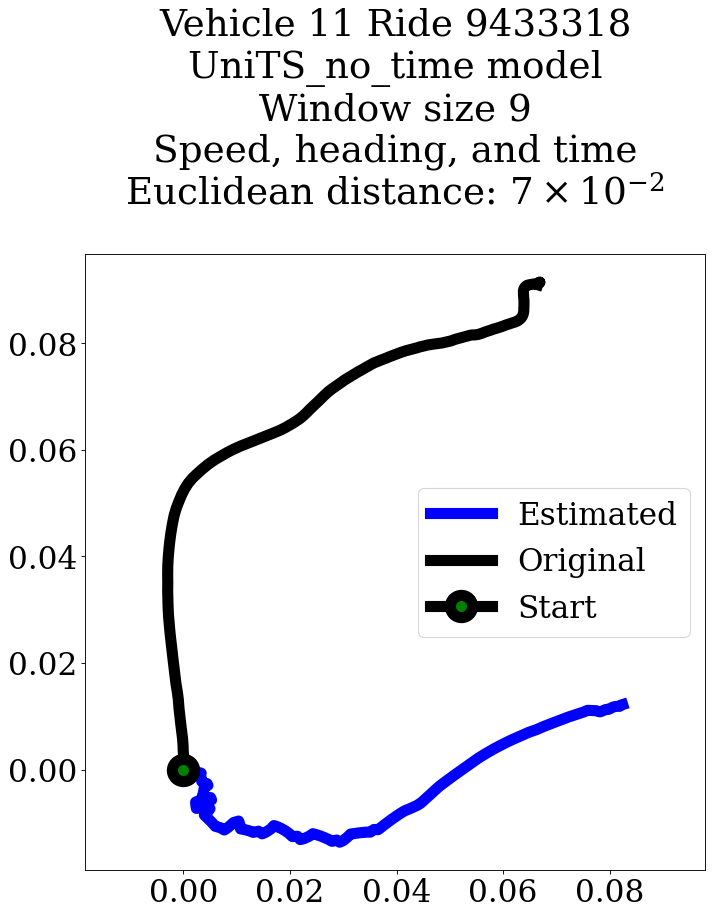 Vehicle 11 Ride 9433318
UniTS_no_time model
Window size 9
Speed, heading, and time
Euclidean distance: 7 × 10⁻²
0.08
0.06
0.04
0.02
0.00
Estimated
Original
Start
0.00 0.02 0.04 0.06 0.08